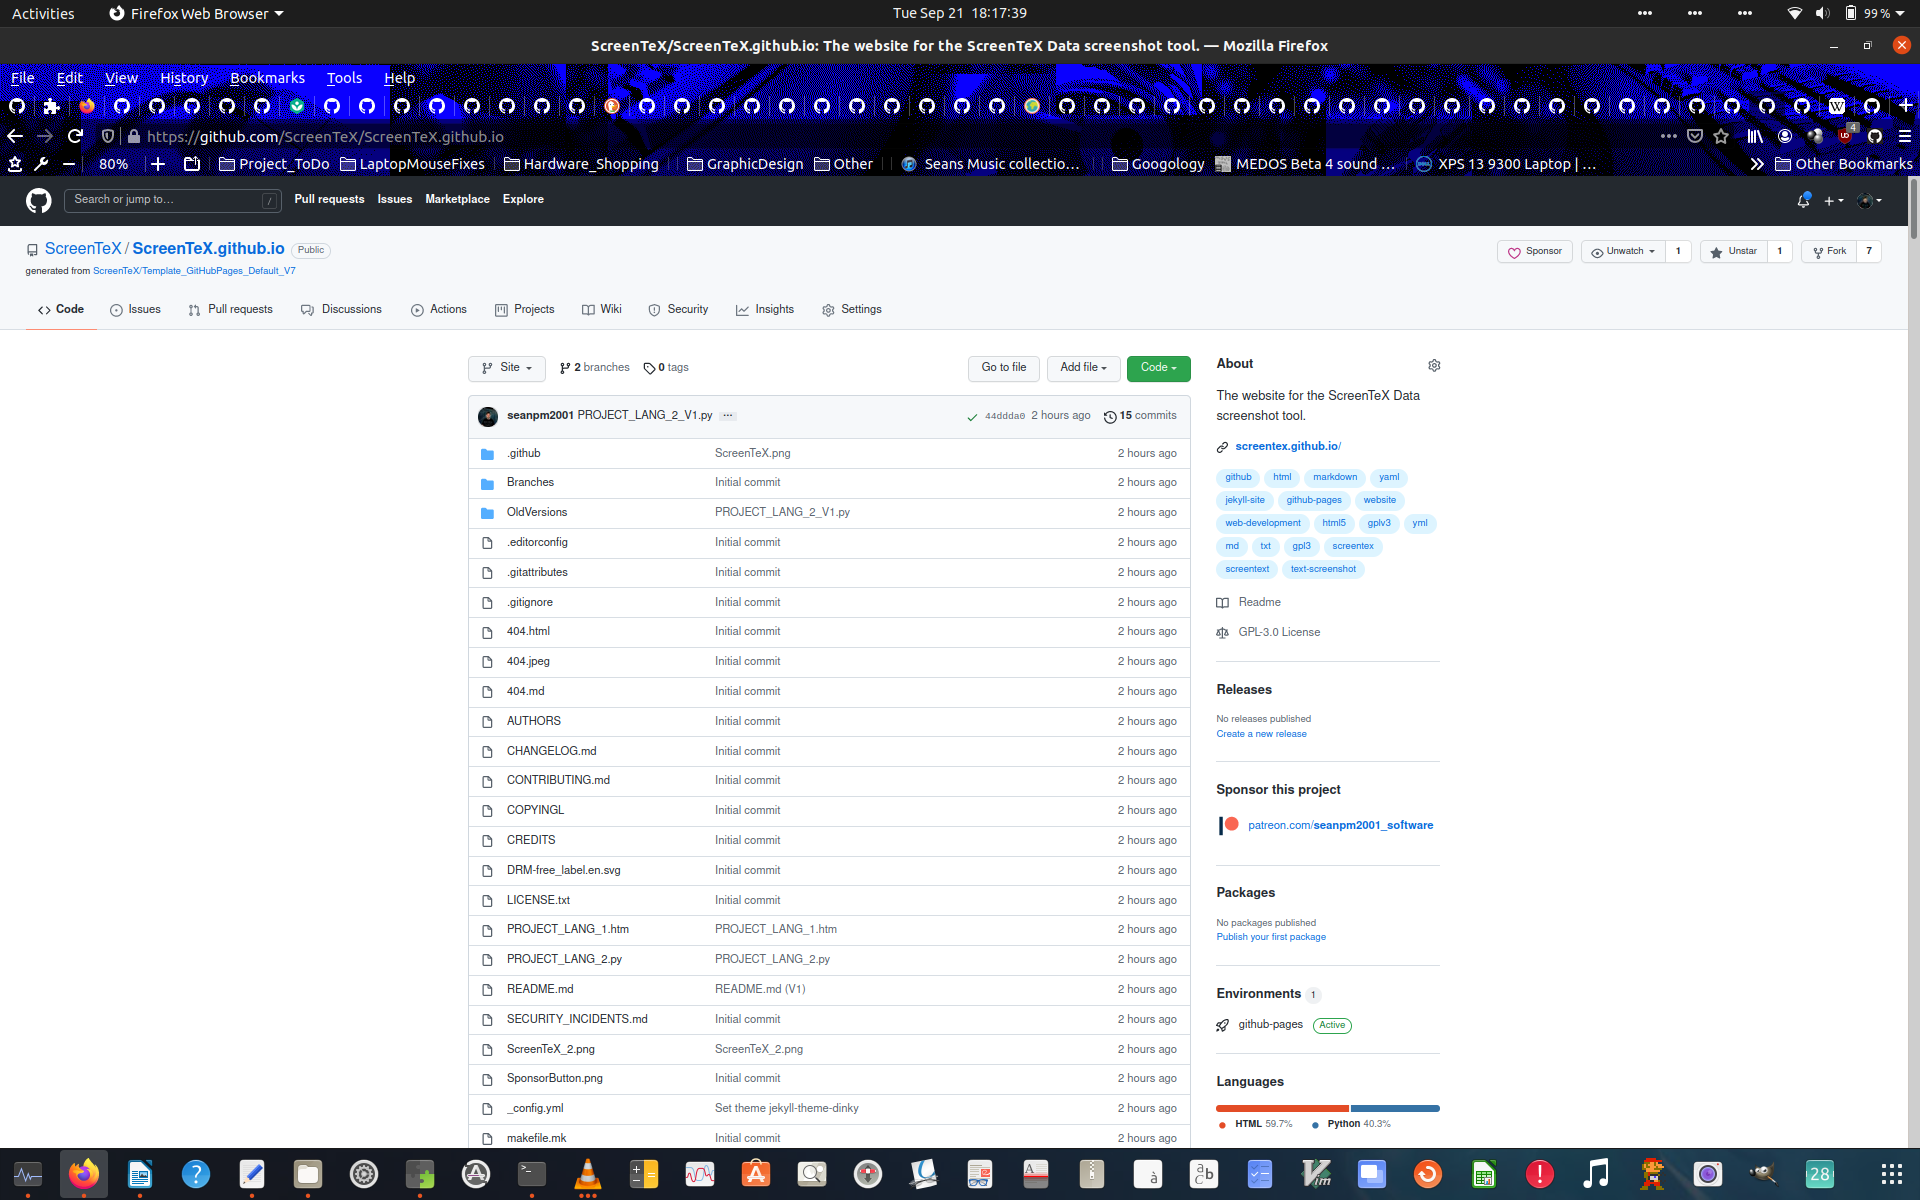 Activities Firefox Web Browser Tue Sep 21 18:17:39 99 %
ScreenTeX/ScreenTeX.github.io: The website for the ScreenTeX Data screenshot tool. — Mozilla Firefox
File Edit View History Bookmarks Tools Help
https://github.com/ScreenTeX/ScreenTeX.github.io 4
80% Project_ToDo LaptopMouseFixes Hardware_Shopping GraphicDesign Other Seans Music collectio… Googology MEDOS Beta 4 sound … XPS 13 9300 Laptop | … Other Bookmarks
Search or jump to… / Pull requests Issues Marketplace Explore
ScreenTeX / ScreenTeX.github.io Public Sponsor Unwatch 1 Unstar 1 Fork 7
generated from ScreenTeX/Template_GitHubPages_Default_V7
Code Issues Pull requests Discussions Actions Projects Wiki Security Insights Settings
Site 2 branches 0 tags Go to file Add file Code
seanpm2001 PROJECT_LANG_2_V1.py ... 44ddda0 2 hours ago 15 commits
.github ScreenTeX.png 2 hours ago
Branches Initial commit 2 hours ago
OldVersions PROJECT_LANG_2_V1.py 2 hours ago
.editorconfig Initial commit 2 hours ago
.gitattributes Initial commit 2 hours ago
.gitignore Initial commit 2 hours ago
404.html Initial commit 2 hours ago
404.jpeg Initial commit 2 hours ago
404.md Initial commit 2 hours ago
AUTHORS Initial commit 2 hours ago
CHANGELOG.md Initial commit 2 hours ago
CONTRIBUTING.md Initial commit 2 hours ago
COPYINGL Initial commit 2 hours ago
CREDITS Initial commit 2 hours ago
DRM-free_label.en.svg Initial commit 2 hours ago
LICENSE.txt Initial commit 2 hours ago
PROJECT_LANG_1.htm PROJECT_LANG_1.htm 2 hours ago
PROJECT_LANG_2.py PROJECT_LANG_2.py 2 hours ago
README.md README.md (V1) 2 hours ago
SECURITY_INCIDENTS.md Initial commit 2 hours ago
ScreenTeX_2.png ScreenTeX_2.png 2 hours ago
SponsorButton.png Initial commit 2 hours ago
_config.yml Set theme jekyll-theme-dinky 2 hours ago
makefile.mk Initial commit 2 hours ago
About
The website for the ScreenTeX Data
screenshot tool.
screentex.github.io/
github html markdown yaml
jekyll-site github-pages website
web-development html5 gplv3 yml
md txt gpl3 screentex
screentext text-screenshot
Readme
GPL-3.0 License
Releases
No releases published
Create a new release
Sponsor this project
patreon.com/seanpm2001_software
Packages
No packages published
Publish your first package
Environments 1
github-pages Active
Languages
HTML 59.7% Python 40.3%
28